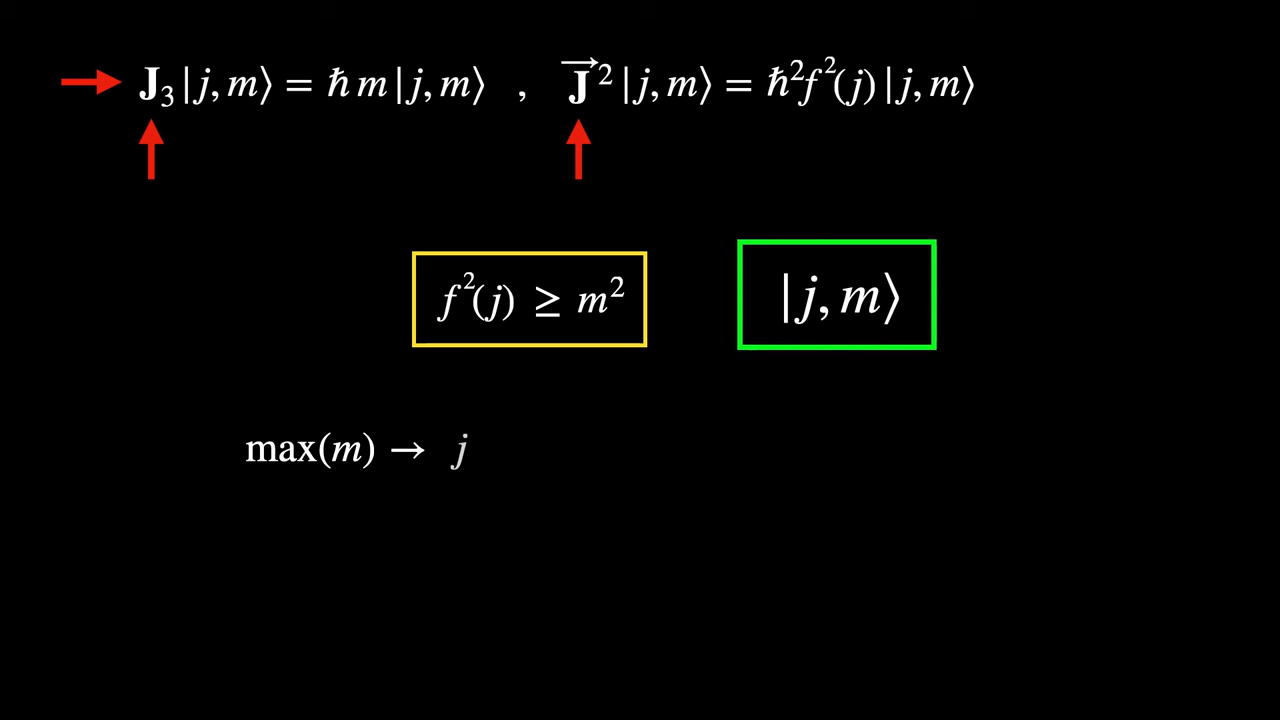 J₃|j, m⟩ = ħ m|j, m⟩ , J⃗ ²|j, m⟩ = ħ²f²(j)|j, m⟩
f²(j) ≥ m² |j, m⟩
max(m) → j